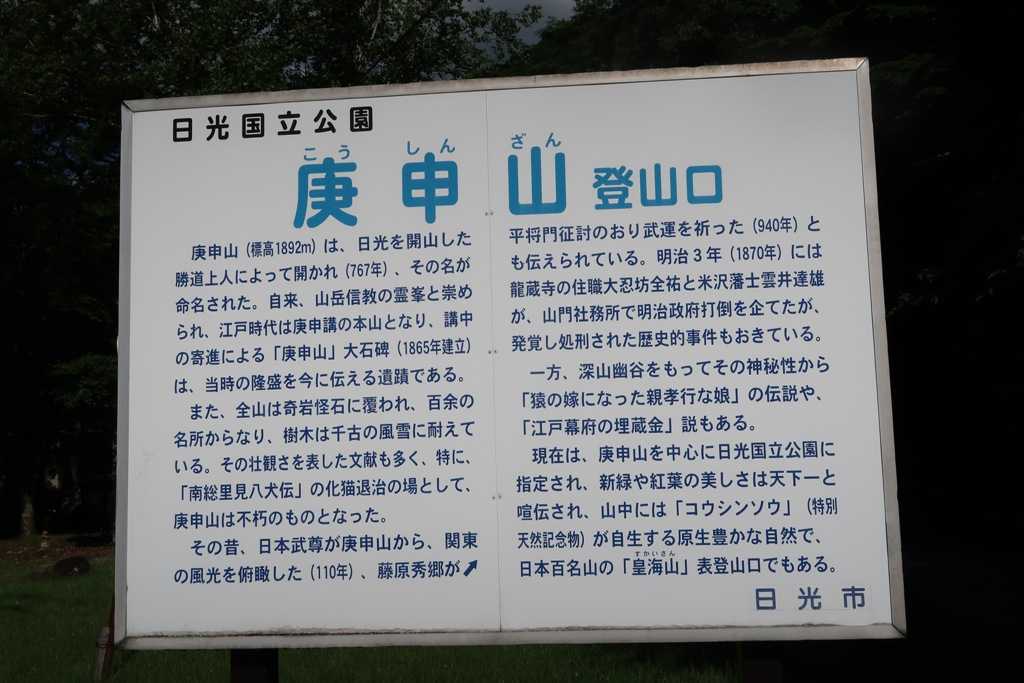 日光国立公園
こうしんざん
庚申山 登山口
庚申山（標高1892m）は、日光を開山した
勝道上人によって開かれ（767年）、その名が
命名された。自来、山岳信教の霊峯と崇め
られ、江戸時代は庚申講の本山となり、講中
の寄進による「庚申山」大石碑（1865年建立）
は、当時の隆盛を今に伝える遺蹟である。
また、全山は奇岩怪石に覆われ、百余の
名所からなり、樹木は千古の風雪に耐えて
いる。その壮観さを表した文献も多く、特に、
「南総里見八犬伝」の化猫退治の場として、
庚申山は不朽のものとなった。
その昔、日本武尊が庚申山から、関東
の風光を俯瞰した（110年）、藤原秀郷が➚
平将門征討のおり武運を祈った（940年）と
も伝えられている。明治３年（1870年）には
龍蔵寺の住職大忍坊全祐と米沢藩士雲井達雄
が、山門社務所で明治政府打倒を企てたが、
発覚し処刑された歴史的事件もおきている。
一方、深山幽谷をもってその神秘性から
「猿の嫁になった親孝行な娘」の伝説や、
「江戸幕府の埋蔵金」説もある。
現在は、庚申山を中心に日光国立公園に
指定され、新緑や紅葉の美しさは天下一と
喧伝され、山中には「コウシンソウ」（特別
天然記念物）が自生する原生豊かな自然で、
すかいさん
日本百名山の「皇海山」表登山口でもある。
日光市